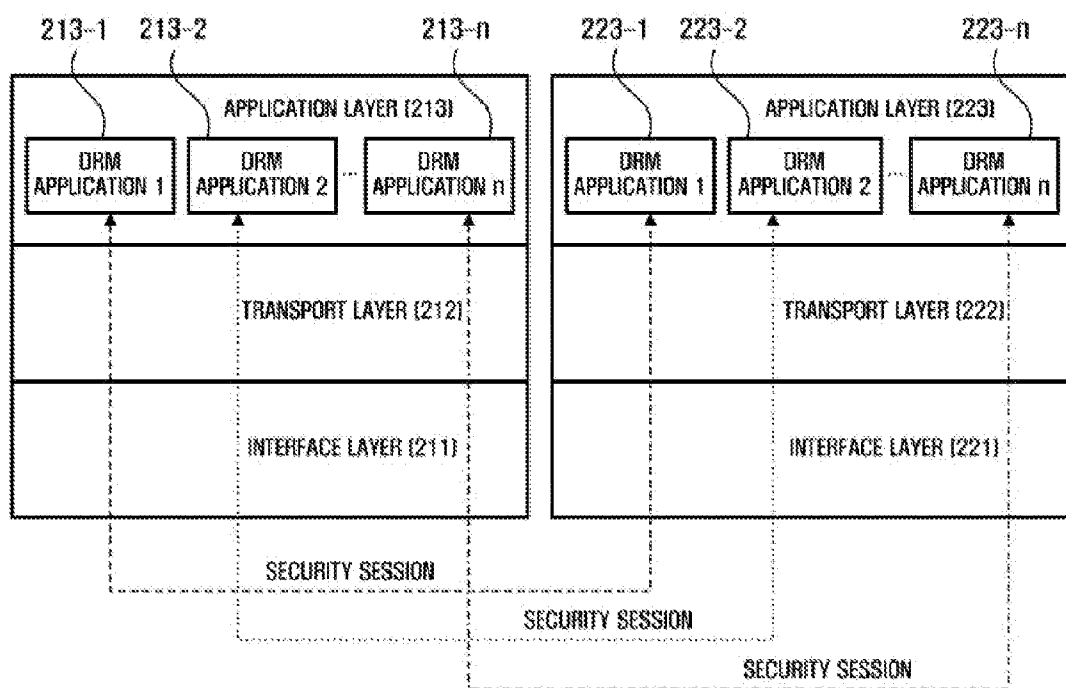 213-1 213-2 213-n 223-1 223-2 223-n
APPLICATION LAYER (213)
DRM APPLICATION 1
DRM APPLICATION 2
...
DRM APPLICATION n
APPLICATION LAYER (223)
DRM APPLICATION 1
DRM APPLICATION 2
...
DRM APPLICATION n
TRANSPORT LAYER (212)
TRANSPORT LAYER (222)
INTERFACE LAYER (211)
INTERFACE LAYER (221)
SECURITY SESSION
SECURITY SESSION
SECURITY SESSION